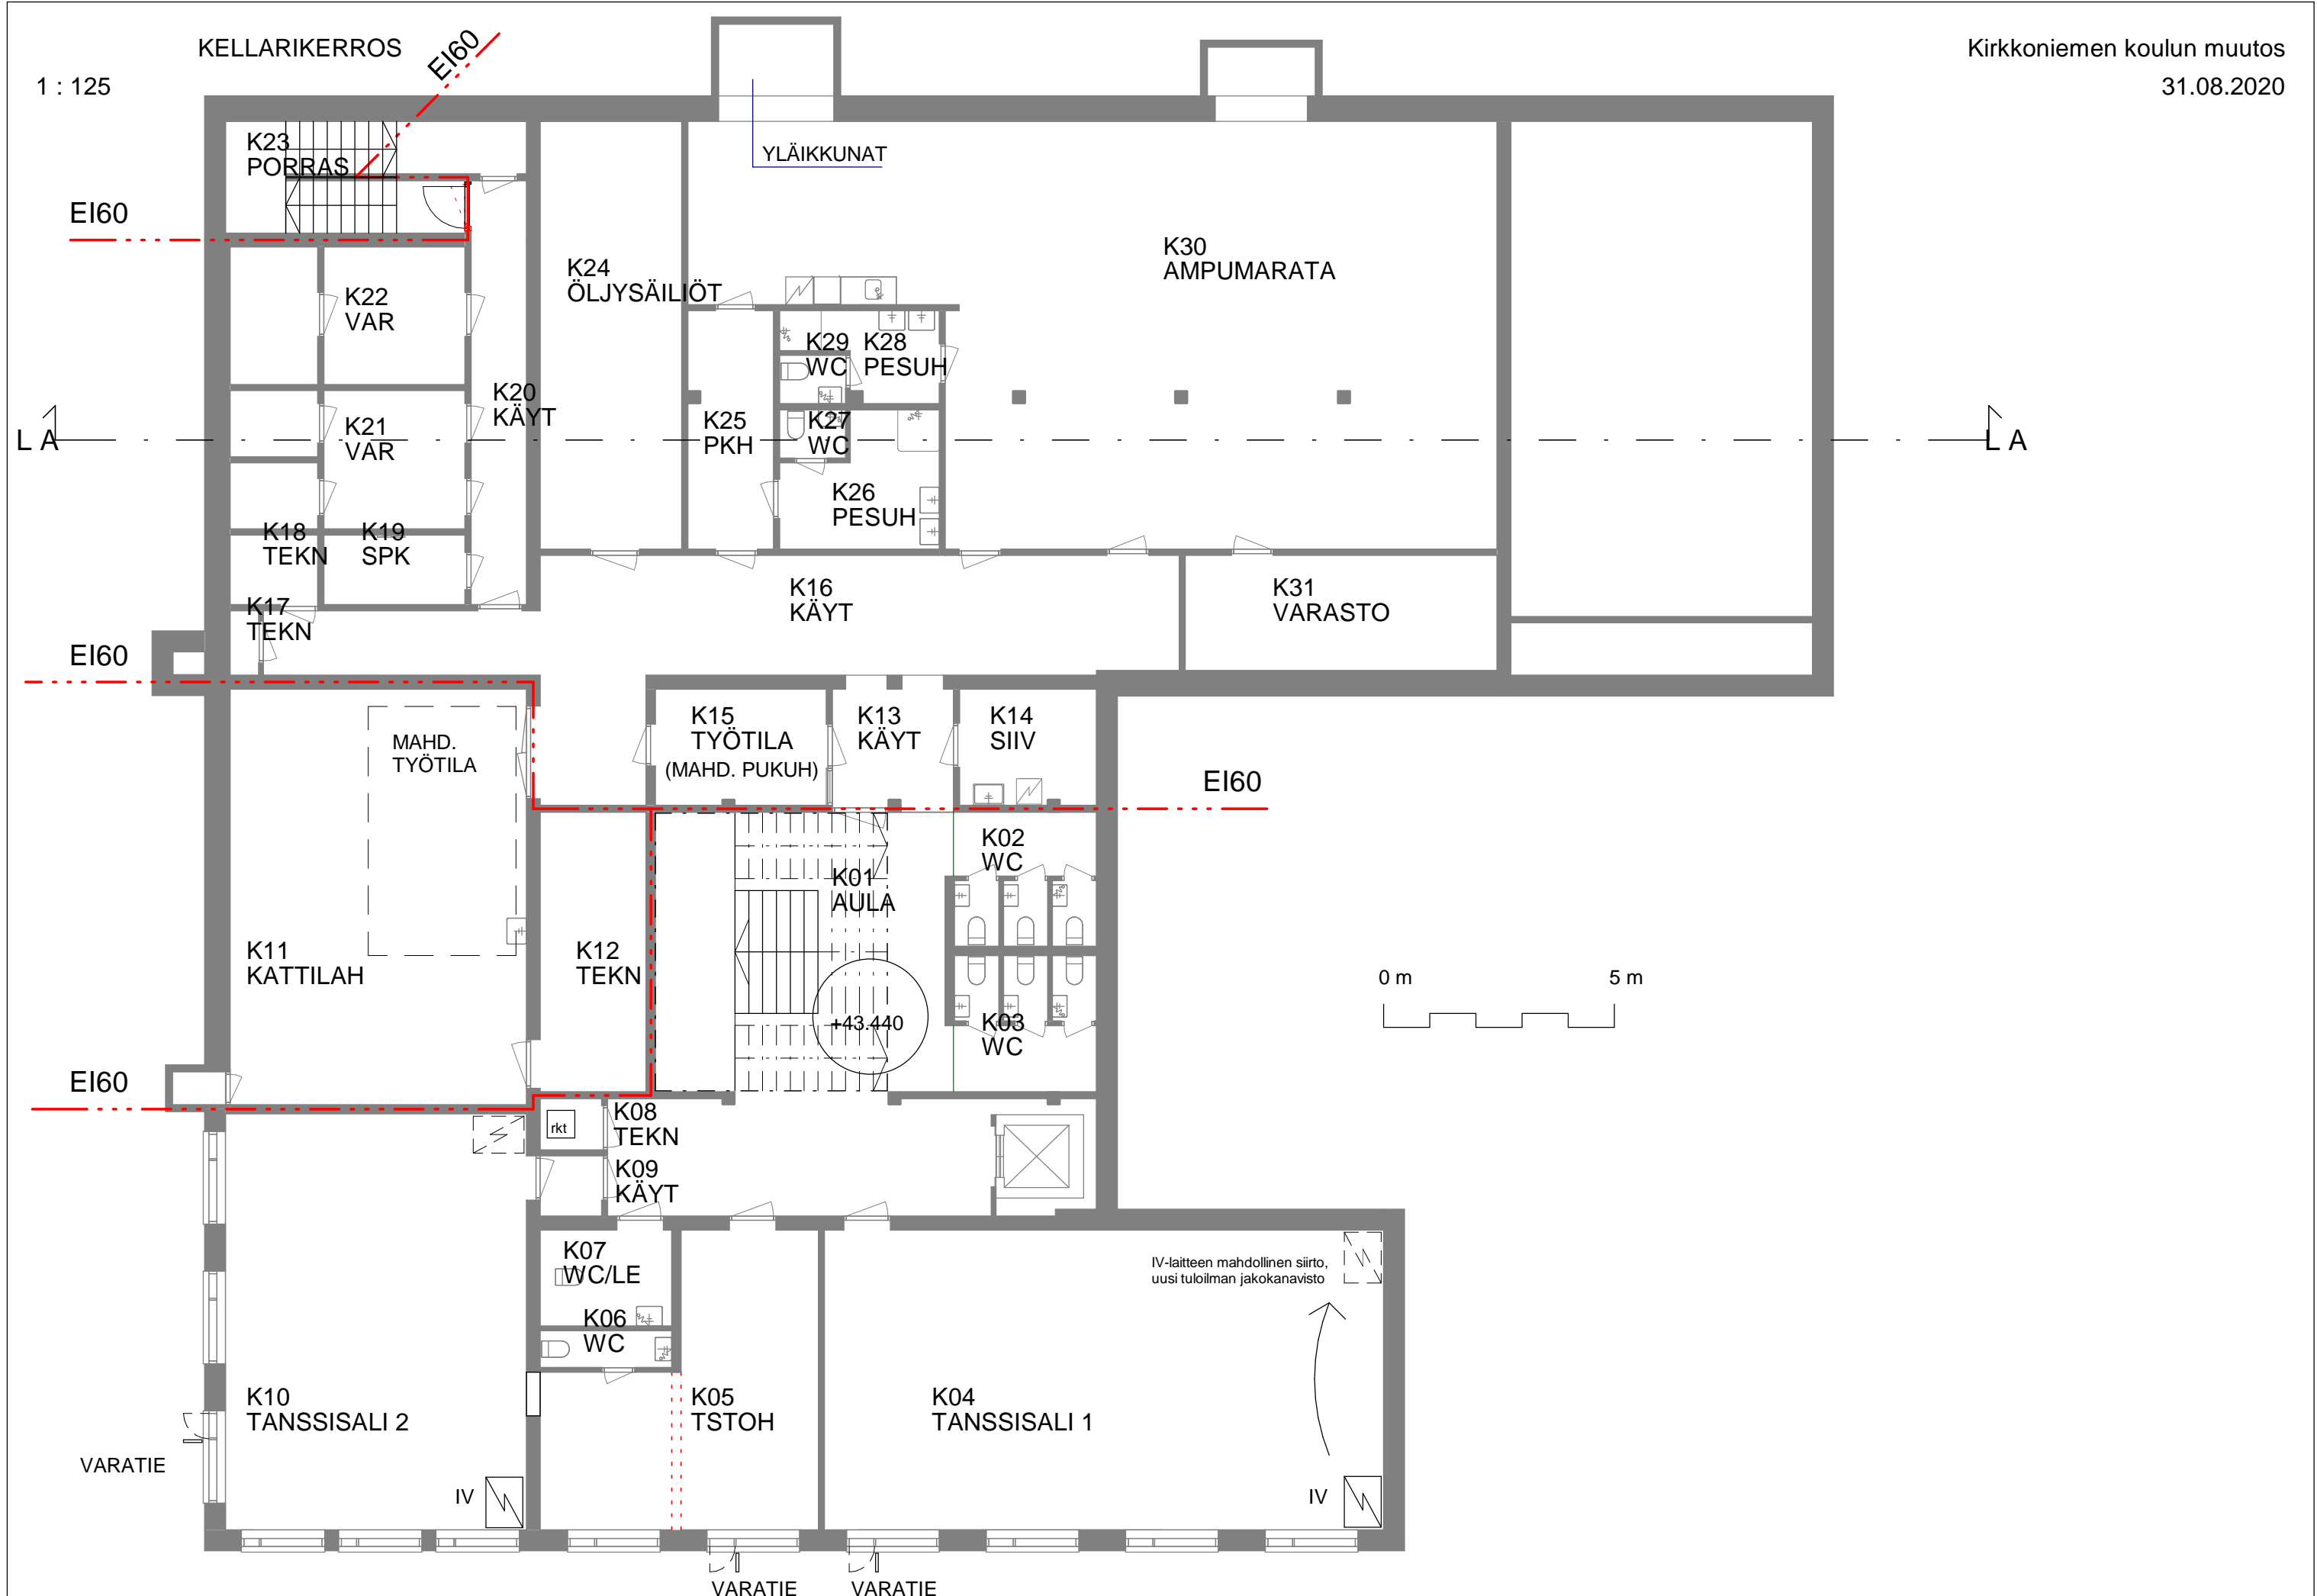 KELLARIKERROS
1 : 125
Kirkkoniemen koulun muutos
31.08.2020
EI60
K23
PORRAS
YLÄIKKUNAT
EI60
K30
AMPUMARATA
K24
ÖLJYSÄILIÖT
K22
VAR
K29
WC
K28
PESUH
K20
KÄYT
K21
VAR
K25
PKH
K27
WC
L A
L A
K26
PESUH
K18
TEKN
K19
SPK
K17
TEKN
K16
KÄYT
K31
VARASTO
EI60
MAHD.
TYÖTILA
K15
TYÖTILA
(MAHD. PUKUH)
K13
KÄYT
K14
SIIV
EI60
K02
WC
K01
AULA
K11
KATTILAH
K12
TEKN
+43.440
K03
WC
0 m
5 m
EI60
rkt
K08
TEKN
K09
KÄYT
K07
WC/LE
K06
WC
IV-laitteen mahdollinen siirto,
uusi tuloilman jakokanavisto
K10
TANSSISALI 2
K05
TSTOH
K04
TANSSISALI 1
VARATIE
IV
IV
VARATIE
VARATIE